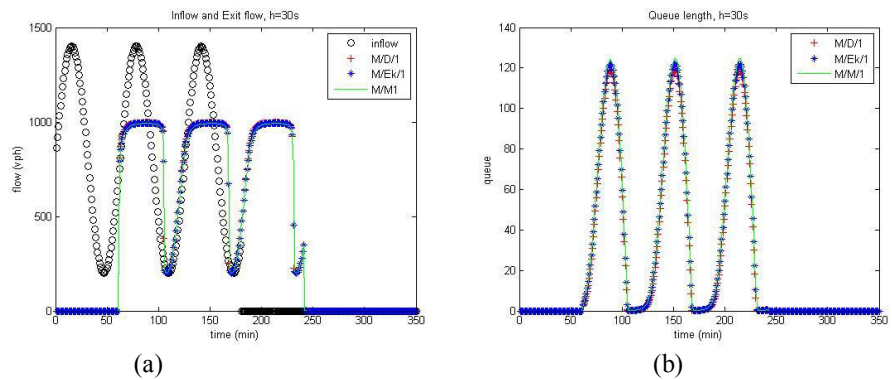 Inflow and Exit flow, h=30s
1500
1000
500
0
flow (vph)
inflow
M/D/1
M/Ek/1
M/M1
0 50 100 150 200 250 300 350
time (min)
(a)
Queue length, h=30s
140
120
100
80
60
40
20
0
queue
M/D/1
M/Ek/1
M/M/1
0 50 100 150 200 250 300 350
time (min)
(b)